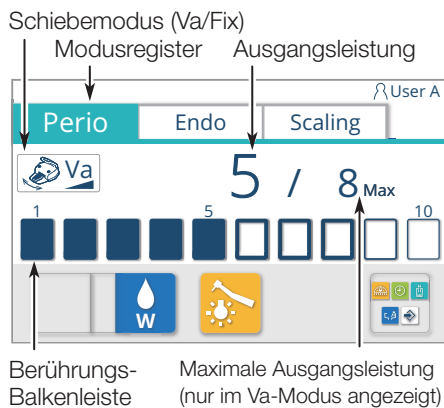 Schiebemodus (Va/Fix)
Modusregister Ausgangsleistung
User A
Perio Endo Scaling
Va 5 / 8 Max
1 5 10
W
Berührungs-
Balkenleiste
Maximale Ausgangsleistung
(nur im Va-Modus angezeigt)